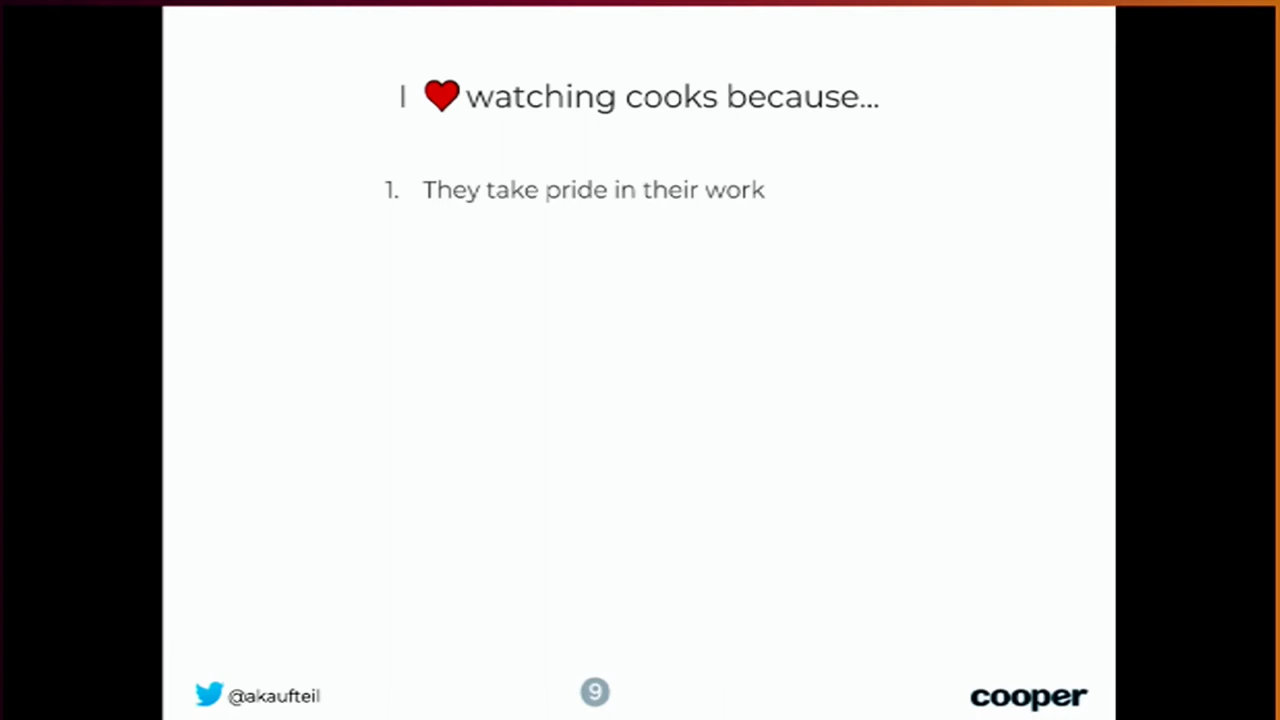 I ❤ watching cooks because...
1. They take pride in their work
@akaufteil
9
cooper